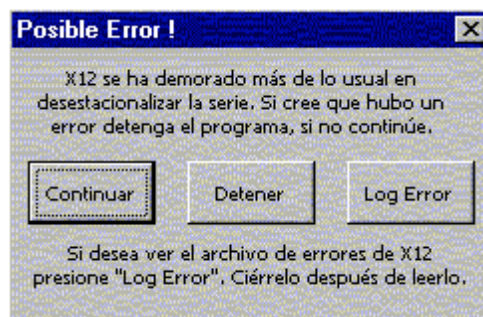 Posible Error !
X12 se ha demorado más de lo usual en
desestacionalizar la serie. Si cree que hubo un
error detenga el programa, si no continúe.
Continuar
Detener
Log Error
Si desea ver el archivo de errores de X12
presione "Log Error". Ciérrelo después de leerlo.